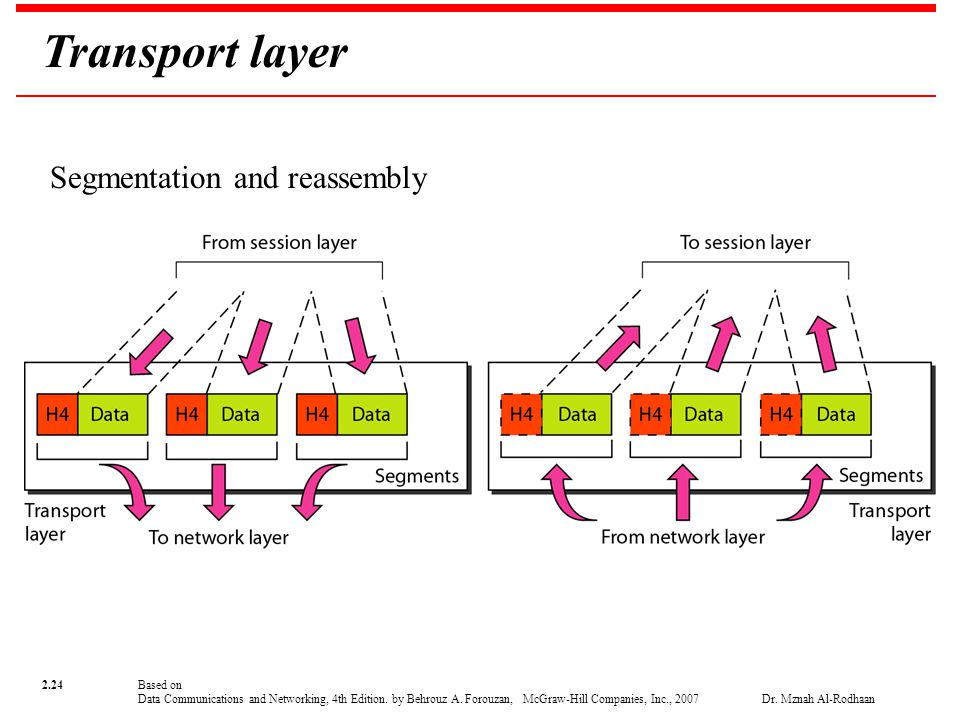 Transport layer
Segmentation and reassembly
From session layer
H4 Data H4 Data H4 Data
Segments
Transport
layer
To network layer
To session layer
H4 Data H4 Data H4 Data
Segments
From network layer
Transport
layer
2.24 Based on
Data Communications and Networking, 4th Edition. by Behrouz A. Forouzan, McGraw-Hill Companies, Inc., 2007 Dr. Mznah Al-Rodhaan